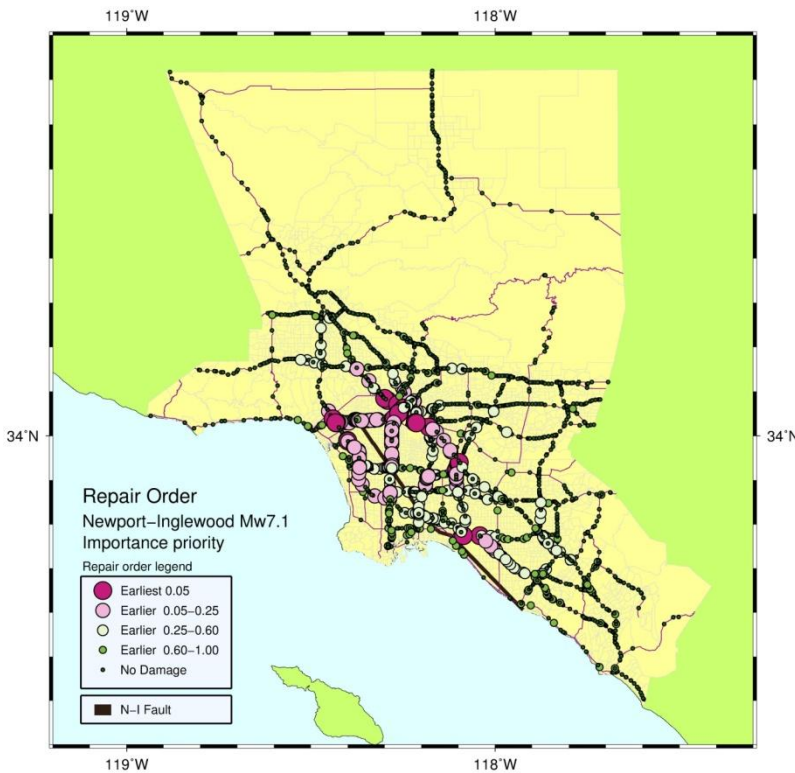 119˚W 118˚W
34˚N 34˚N
Repair Order
Newport−Inglewood Mw7.1
Importance priority
Repair order legend
Earliest 0.05
Earlier 0.05−0.25
Earlier 0.25−0.60
Earlier 0.60−1.00
No Damage
N−I Fault
119˚W 118˚W